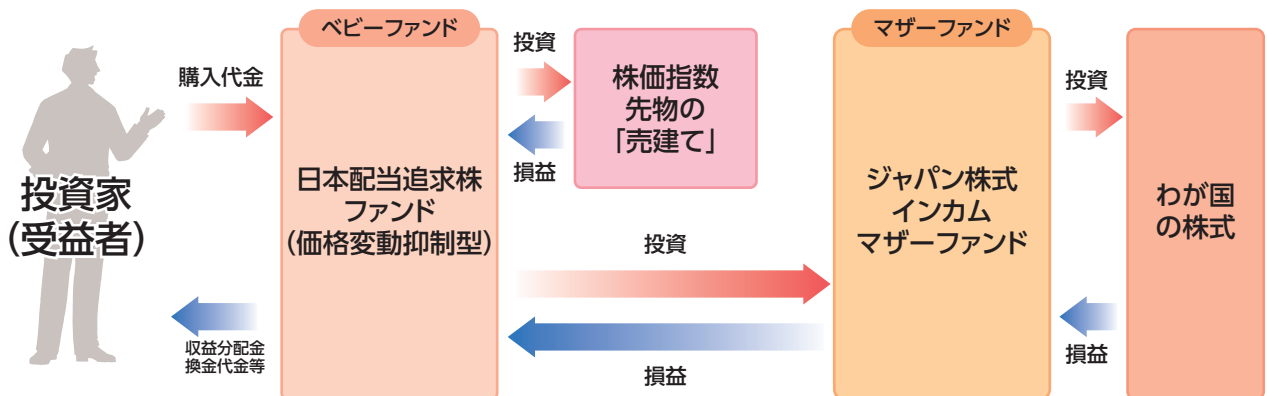 投資家
(受益者)
購入代金
収益分配金
換金代金等
ベビーファンド
日本配当追求株
ファンド
(価格変動抑制型)
投資
損益
株価指数
先物の
「売建て」
投資
損益
マザーファンド
ジャパン株式
インカム
マザーファンド
投資
損益
わが国
の株式